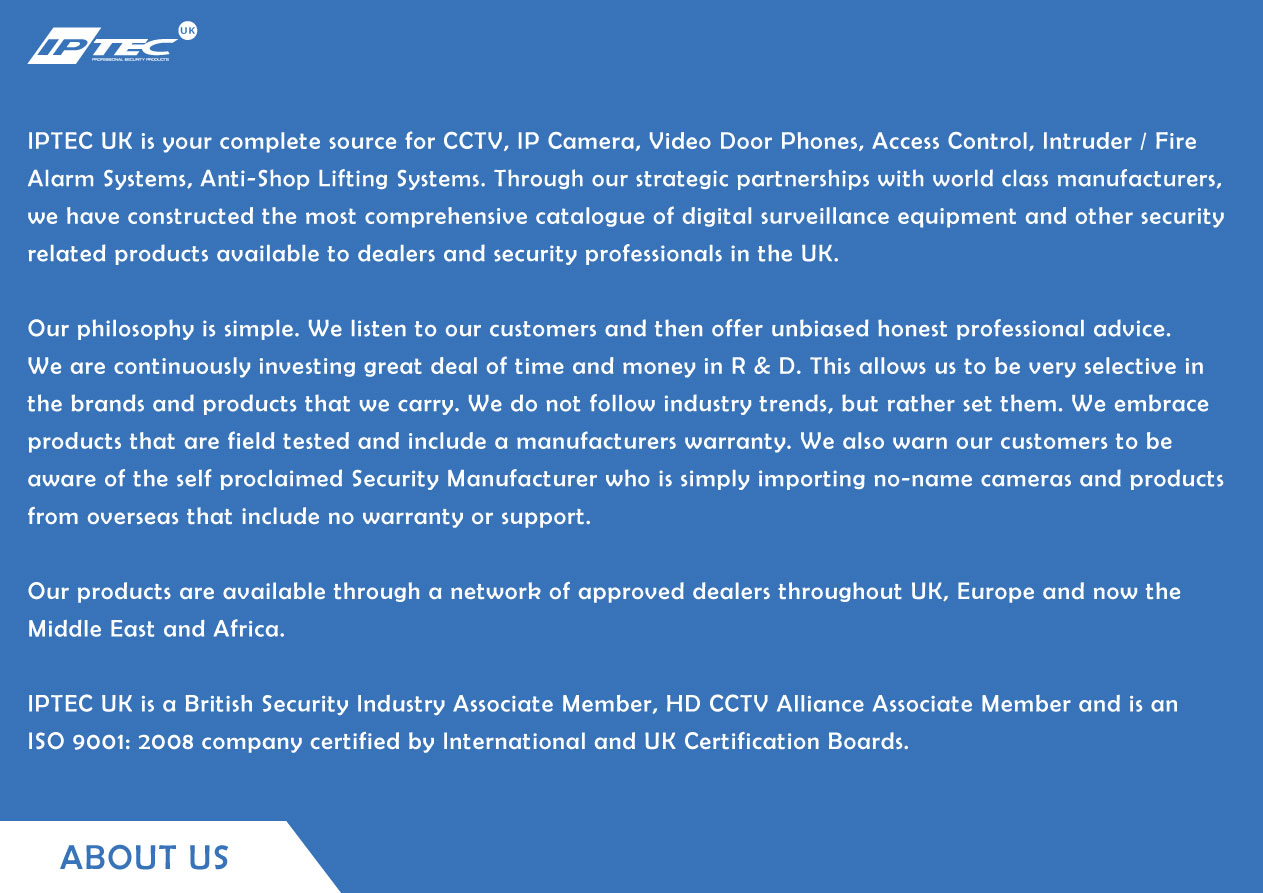 IPTEC UK
PROFESSIONAL SECURITY PRODUCTS
IPTEC UK is your complete source for CCTV, IP Camera, Video Door Phones, Access Control, Intruder / Fire
Alarm Systems, Anti-Shop Lifting Systems. Through our strategic partnerships with world class manufacturers,
we have constructed the most comprehensive catalogue of digital surveillance equipment and other security
related products available to dealers and security professionals in the UK.
Our philosophy is simple. We listen to our customers and then offer unbiased honest professional advice.
We are continuously investing great deal of time and money in R & D. This allows us to be very selective in
the brands and products that we carry. We do not follow industry trends, but rather set them. We embrace
products that are field tested and include a manufacturers warranty. We also warn our customers to be
aware of the self proclaimed Security Manufacturer who is simply importing no-name cameras and products
from overseas that include no warranty or support.
Our products are available through a network of approved dealers throughout UK, Europe and now the
Middle East and Africa.
IPTEC UK is a British Security Industry Associate Member, HD CCTV Alliance Associate Member and is an
ISO 9001: 2008 company certified by International and UK Certification Boards.
ABOUT US